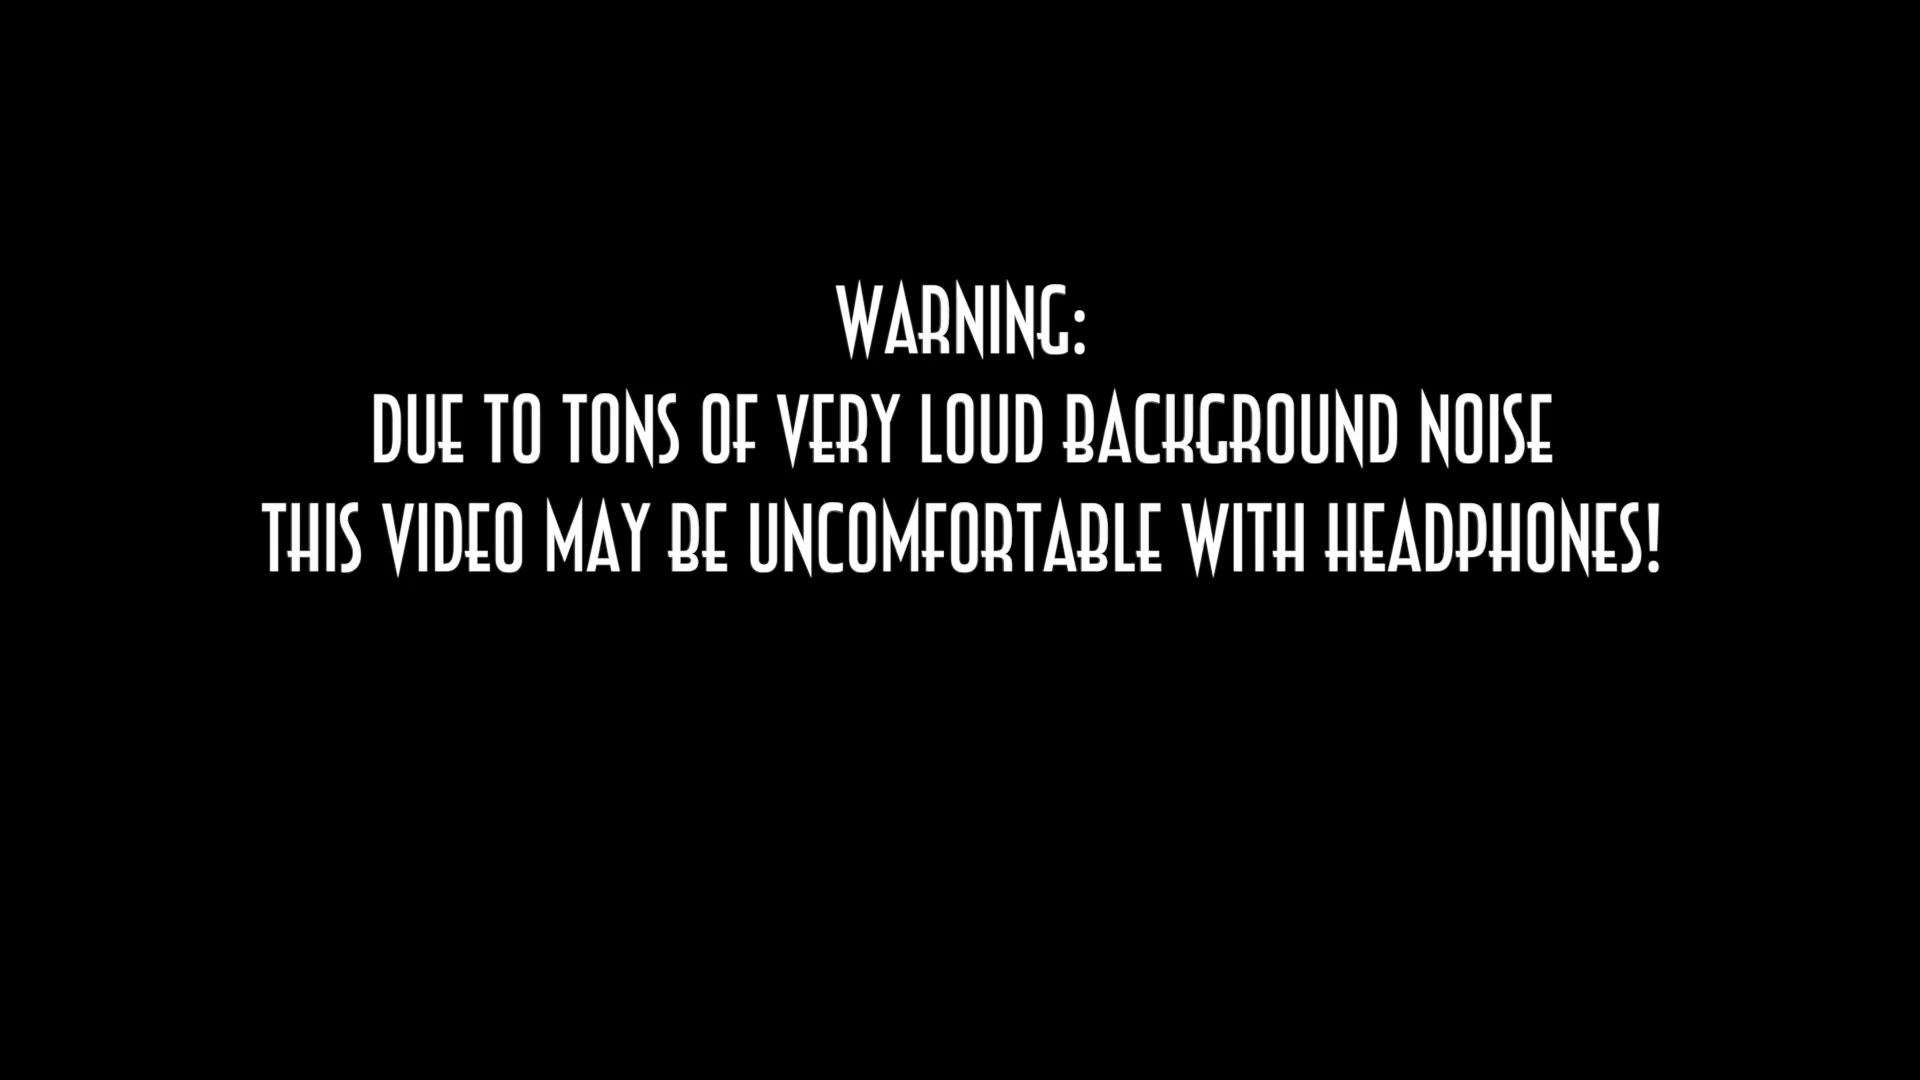 WARNING:
DUE TO TONS OF VERY LOUD BACKGROUND NOISE
THIS VIDEO MAY BE UNCOMFORTABLE WITH HEADPHONES!